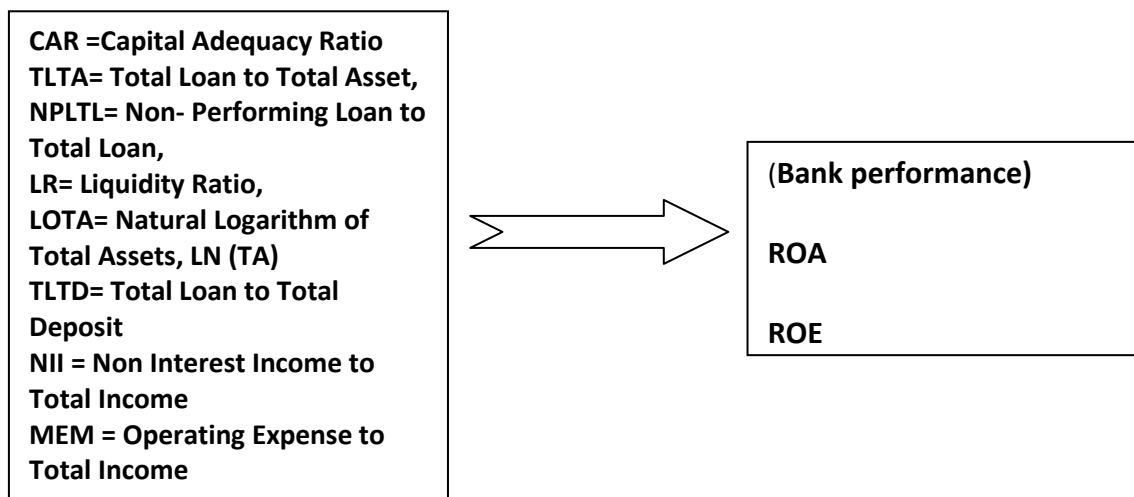 CAR =Capital Adequacy Ratio
TLTA= Total Loan to Total Asset,
NPLTL= Non- Performing Loan to
Total Loan,
LR= Liquidity Ratio,
LOTA= Natural Logarithm of
Total Assets, LN (TA)
TLTD= Total Loan to Total
Deposit
NII = Non Interest Income to
Total Income
MEM = Operating Expense to
Total Income
(Bank performance)
ROA
ROE